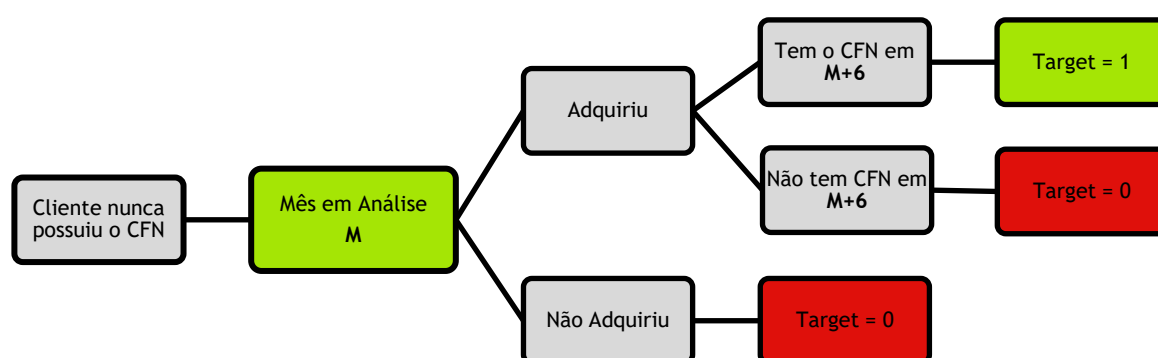 Cliente nunca
possuiu o CFN
Mês em Análise
M
Adquiriu
Tem o CFN em
M+6
Target = 1
Não tem CFN em
M+6
Target = 0
Não Adquiriu
Target = 0